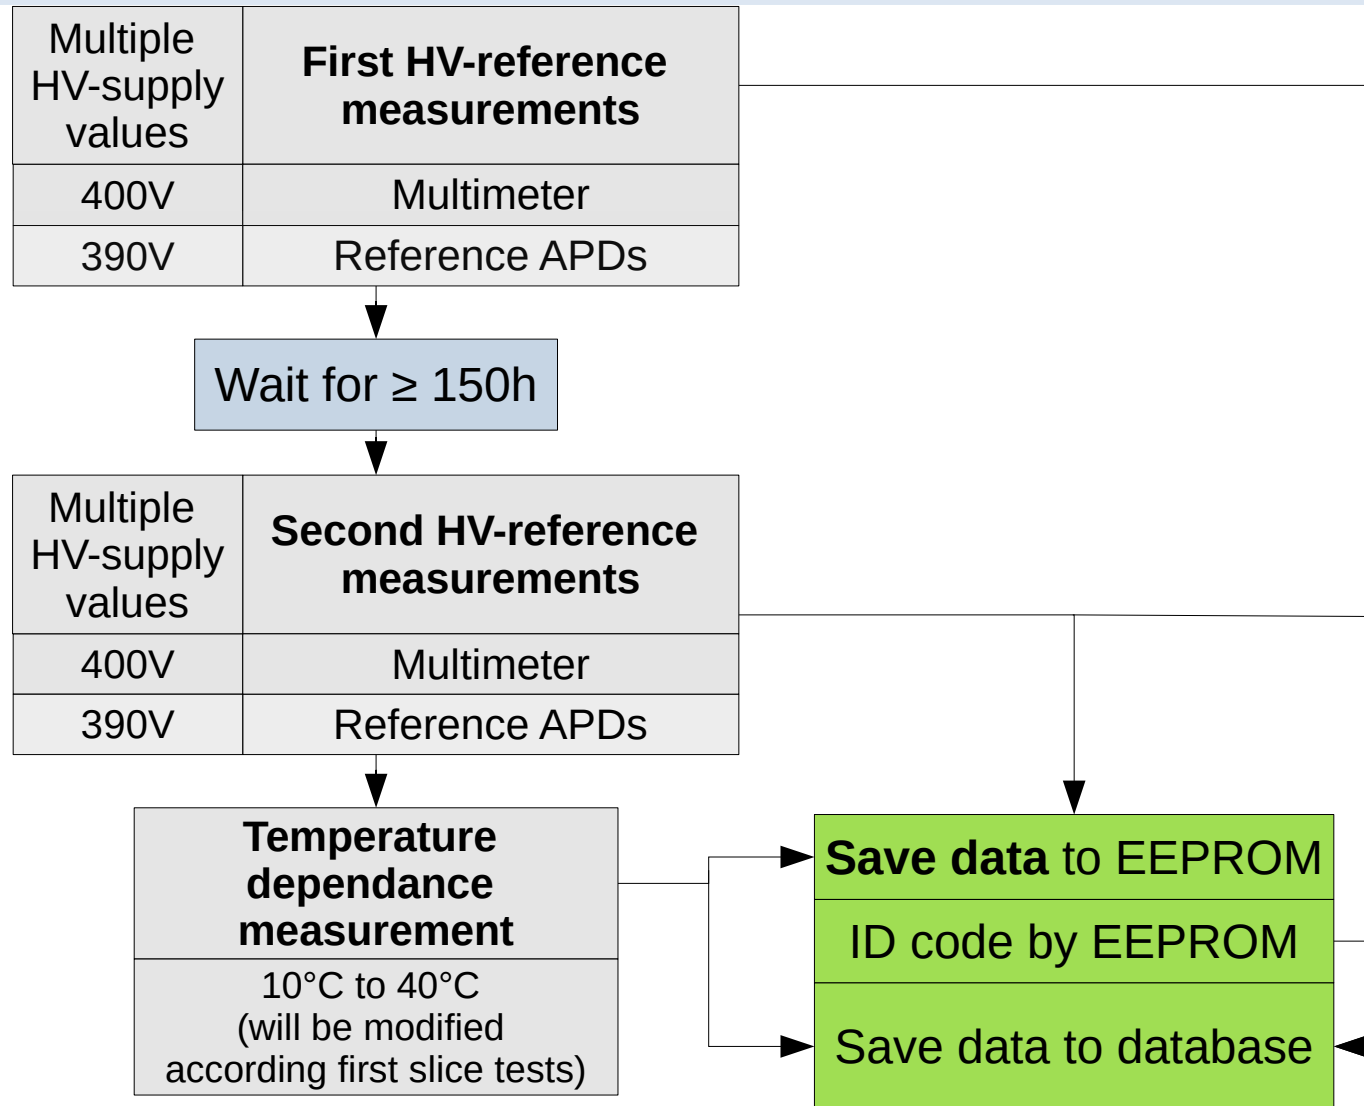 Multiple
HV-supply
values
First HV-reference
measurements
400V
Multimeter
390V
Reference APDs
Wait for ≥ 150h
Multiple
HV-supply
values
Second HV-reference
measurements
400V
Multimeter
390V
Reference APDs
Temperature
dependance
measurement
10°C to 40°C
(will be modified
according first slice tests)
Save data to EEPROM
ID code by EEPROM
Save data to database